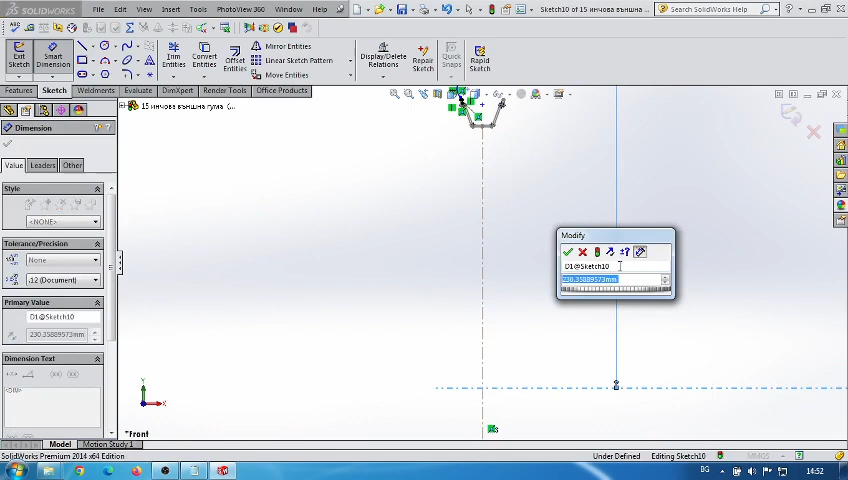 SOLIDWORKS
File Edit View Insert Tools PhotoView 360 Window Help
Sketch10 of 15 инчова външна
Search SolidWorks Help
Exit Sketch
Smart Dimension
Trim Entities
Convert Entities
Offset Entities
Mirror Entities
Linear Sketch Pattern
Move Entities
Display/Delete Relations
Quick Snaps
Repair Sketch
Rapid Sketch
Features Sketch Weldments Evaluate DimXpert Render Tools Office Products
15 инчова външна гума (...
Dimension
Value Leaders Other
Style
<NONE>
Tolerance/Precision
None
.12 (Document)
Primary Value
D1@Sketch10
230.35889573mm
Dimension Text
<DIM>
Modify
D1@Sketch10
230.35889573mm
Y
X
*Front
Model Motion Study 1
SolidWorks Premium 2014 x64 Edition
Under Defined Editing Sketch10 MMGS
BG 14:52